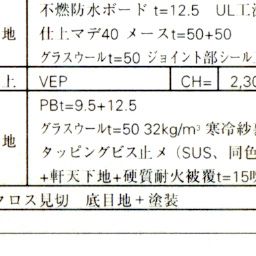 不燃防水ボード t=12.5 UL工
地 仕上マデ40 メース t=50+50
グラスウールt=50 ジョイント部シール
上 VEP CH= 2,30
PBt=9.5+12.5
グラスウールt=50 32kg/m³ 寒冷紗
地 タッピングビス止メ（SUS、同色
+軒天下地+硬質耐火被覆t=15
クロス見切 底目地+塗装